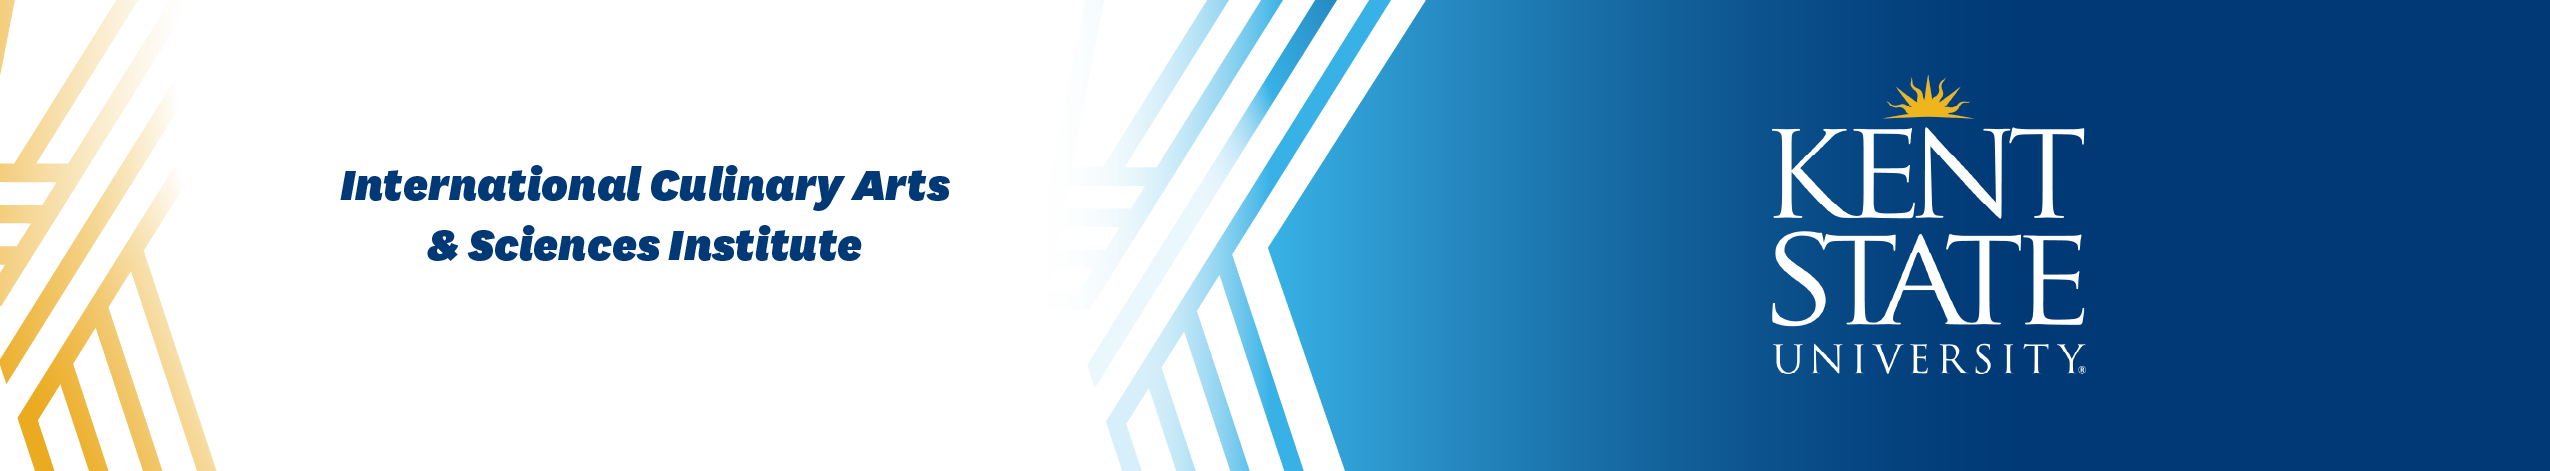 International Culinary Arts
& Sciences Institute
KENT
STATE
UNIVERSITY®